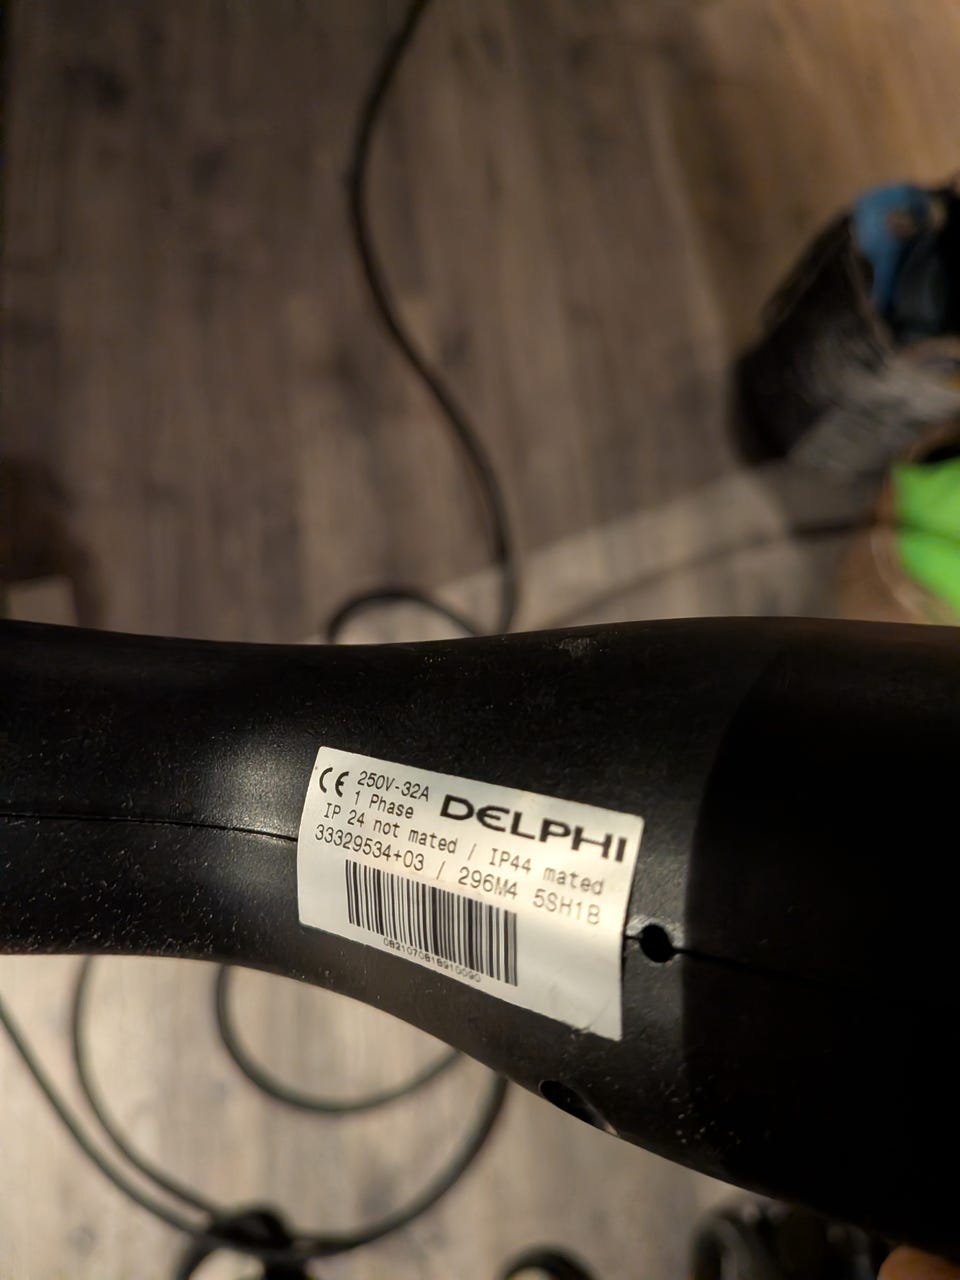 CE 250V-32A DELPHI
1 Phase
IP 24 not mated / IP44 mated
33329534+03 / 296M4 5SH1B